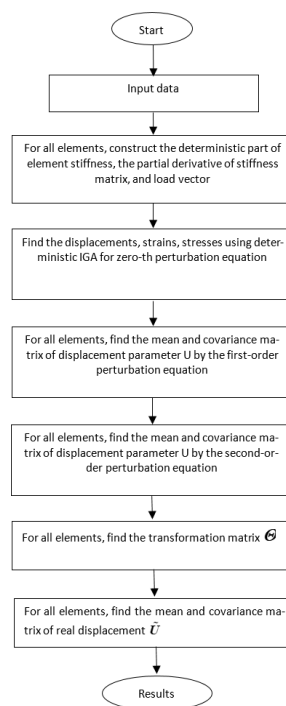 Start
Input data
For all elements, construct the deterministic part of
element stiffness, the partial derivative of stiffness
matrix, and load vector
Find the displacements, strains, stresses using deter-
ministic IGA for zero-th perturbation equation
For all elements, find the mean and covariance ma-
trix of displacement parameter U by the first-order
perturbation equation
For all elements, find the mean and covariance ma-
trix of displacement parameter U by the second-or-
der perturbation equation
For all elements, find the transformation matrix Θ
For all elements, find the mean and covariance ma-
trix of real displacement Ũ
Results